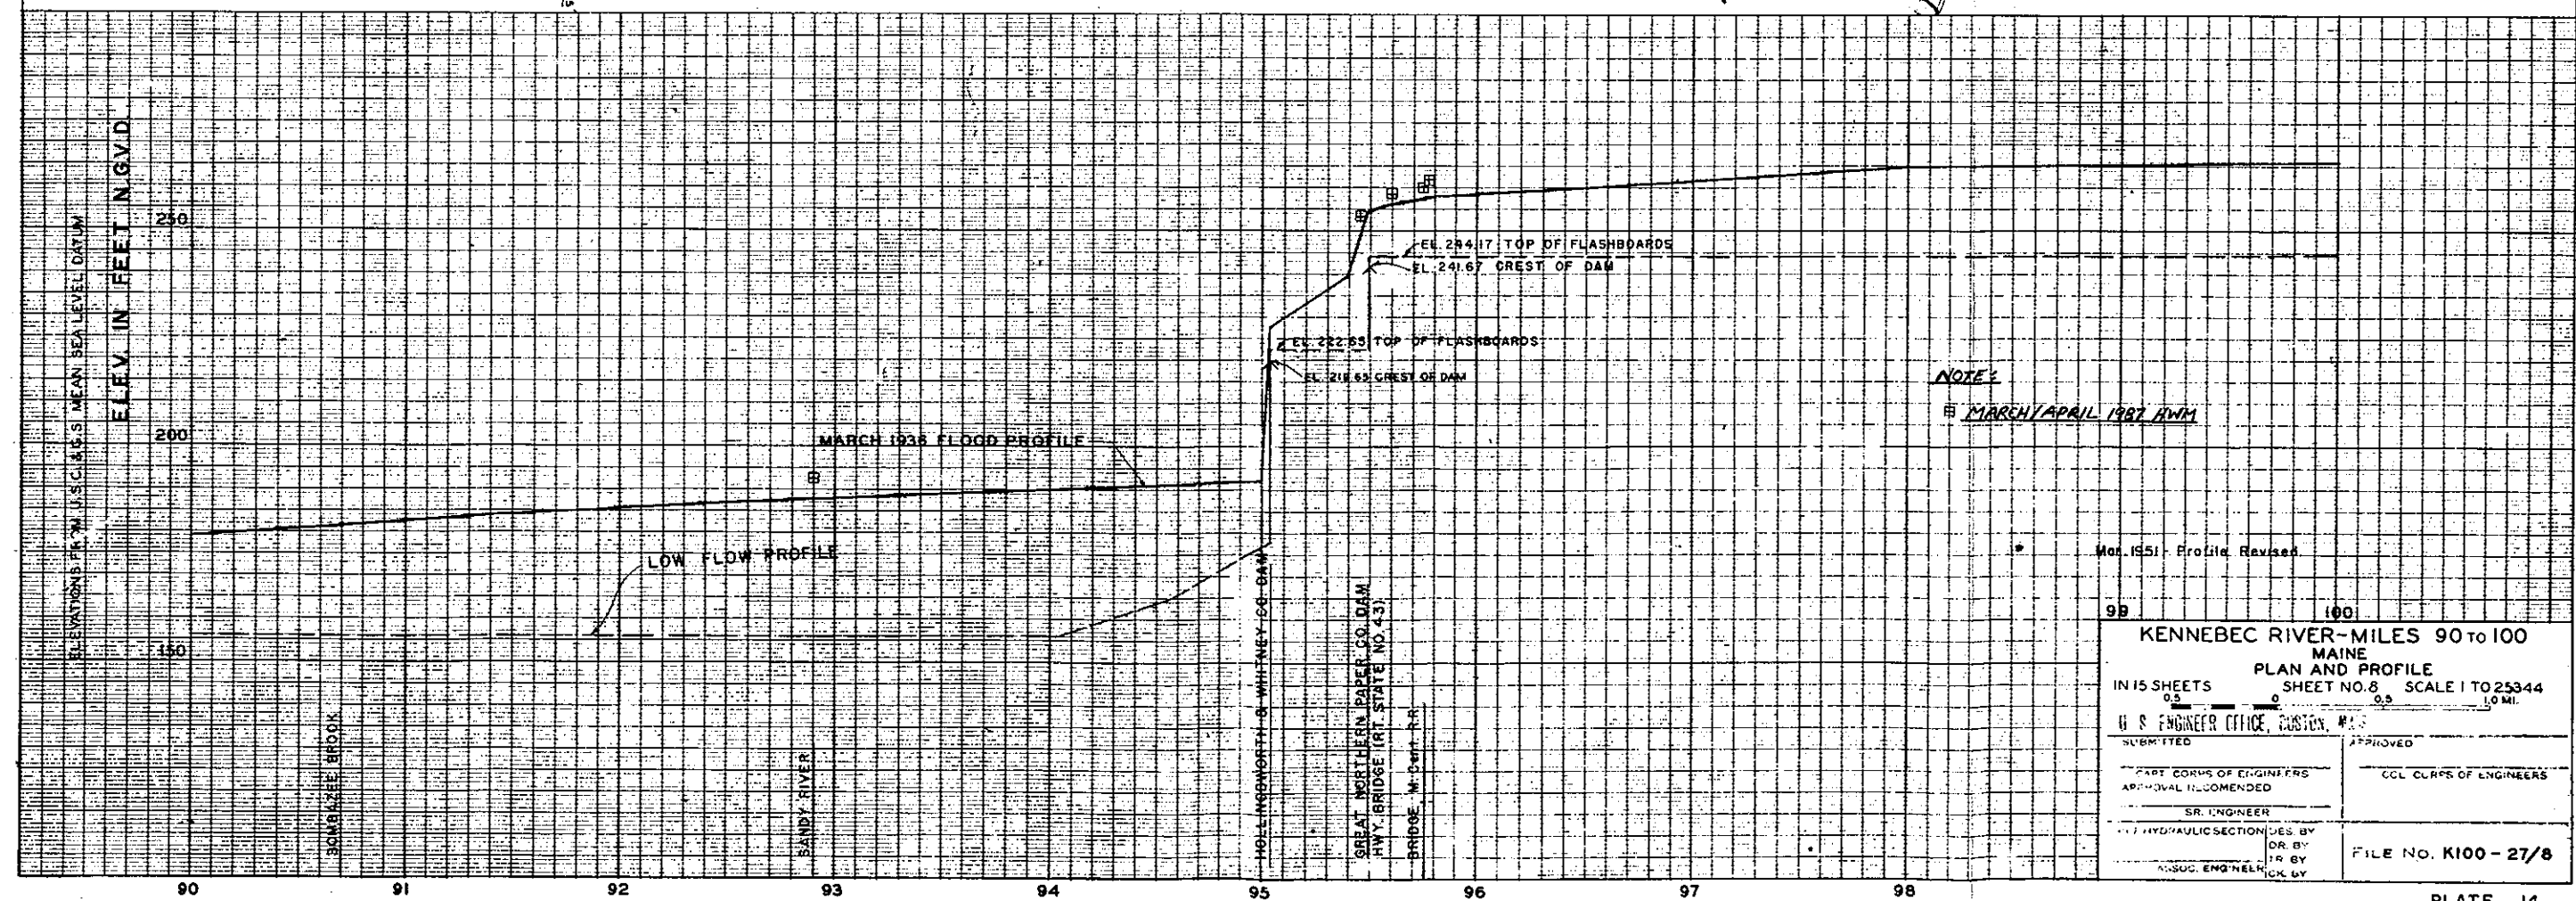 ELEVATIONS FROM U.S.C. & G.S. MEAN SEA LEVEL DATUM
ELEV. IN FEET N.G.V.D.
250
200
150
EL. 244.17 TOP OF FLASHBOARDS
EL. 241.67 CREST OF DAM
EL. 222.65 TOP OF FLASHBOARDS
EL. 218.65 CREST OF DAM
MARCH 1936 FLOOD PROFILE
LOW FLOW PROFILE
NOTE:
MARCH/APRIL 1987 HWM
Mar. 1951 - Profile Revised
BOMBAZEE BROOK
SANDY RIVER
HOLLINGSWORTH & WHITNEY CO. DAM
GREAT NORTHERN PAPER CO. DAM
HWY. BRIDGE (RT. STATE NO. 43)
BRIDGE M. Cent. R.R.
90
91
92
93
94
95
96
97
98
99
100
KENNEBEC RIVER-MILES 90 TO 100
MAINE
PLAN AND PROFILE
IN 15 SHEETS SHEET NO. 8 SCALE 1 TO 25344
0.5 0 0.5 1.0 MI.
U. S. ENGINEER OFFICE, BOSTON,
SUBMITTED
APPROVED
CAPT. CORPS OF ENGINEERS
COL. CORPS OF ENGINEERS
APPROVAL RECOMENDED
SR. ENGINEER
HYDRAULIC SECTION
DES. BY
DR. BY
TR. BY
CK. BY
ASSOC. ENGINEER
FILE No. K100-27/8
PLATE 14